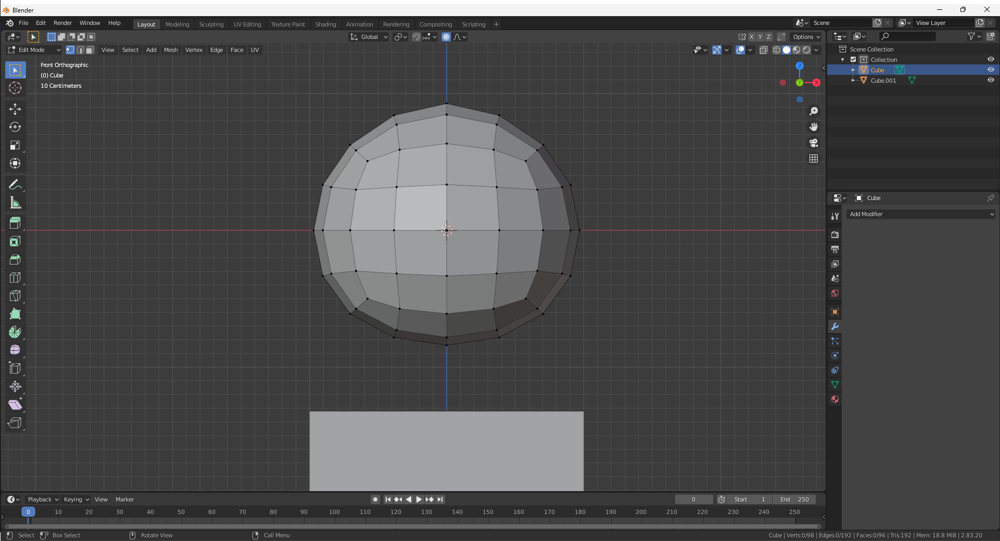 Blender
File Edit Render Window Help Layout Modeling Sculpting UV Editing Texture Paint Shading Animation Rendering Compositing Scripting + Scene View Layer
Global X Y Z Options
Edit Mode View Select Add Mesh Vertex Edge Face UV
Front Orthographic
(0) Cube
10 Centimeters
Z
Y X
Scene Collection
Collection
Cube
Cube.001
Cube
Add Modifier
Playback Keying View Marker 0 Start 1 End 250
0 10 20 30 40 50 60 70 80 90 100 110 120 130 140 150 160 170 180 190 200 210 220 230 240 250
Select Box Select Rotate View Call Menu Cube | Verts:0/98 | Edges:0/192 | Faces:0/96 | Tris:192 | Mem: 18.8 MiB | 2.83.20